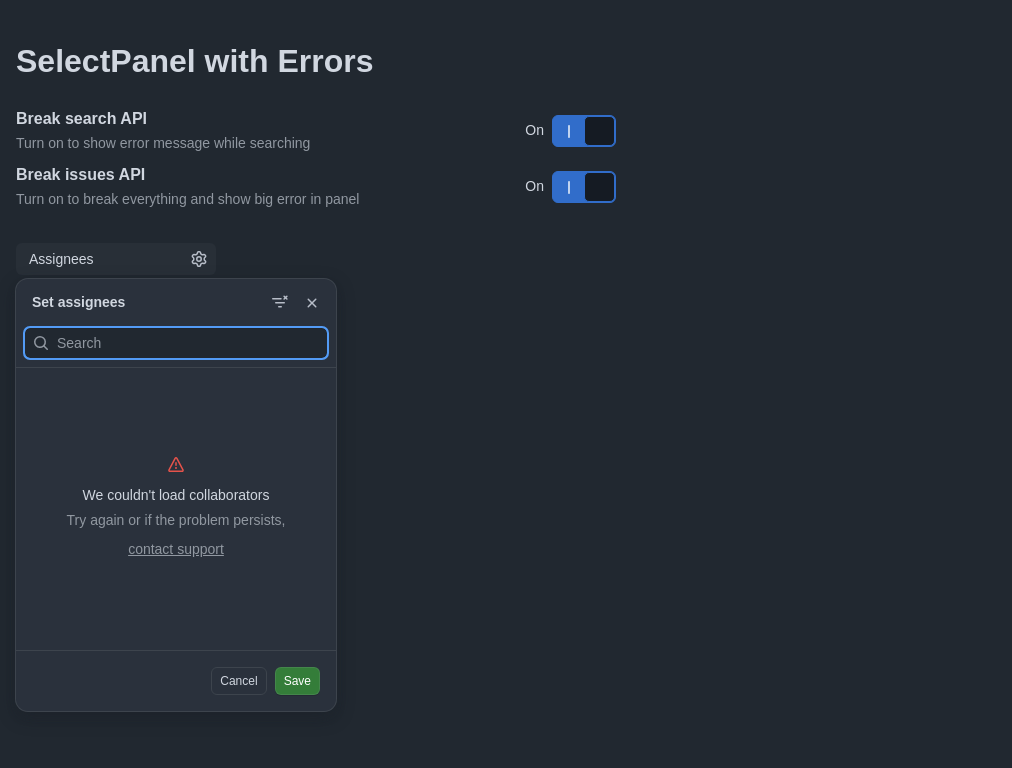 SelectPanel with Errors
Break search API
On
Turn on to show error message while searching
Break issues API
On
Turn on to break everything and show big error in panel
Assignees
Set assignees
Search
We couldn't load collaborators
Try again or if the problem persists,
contact support
Cancel Save